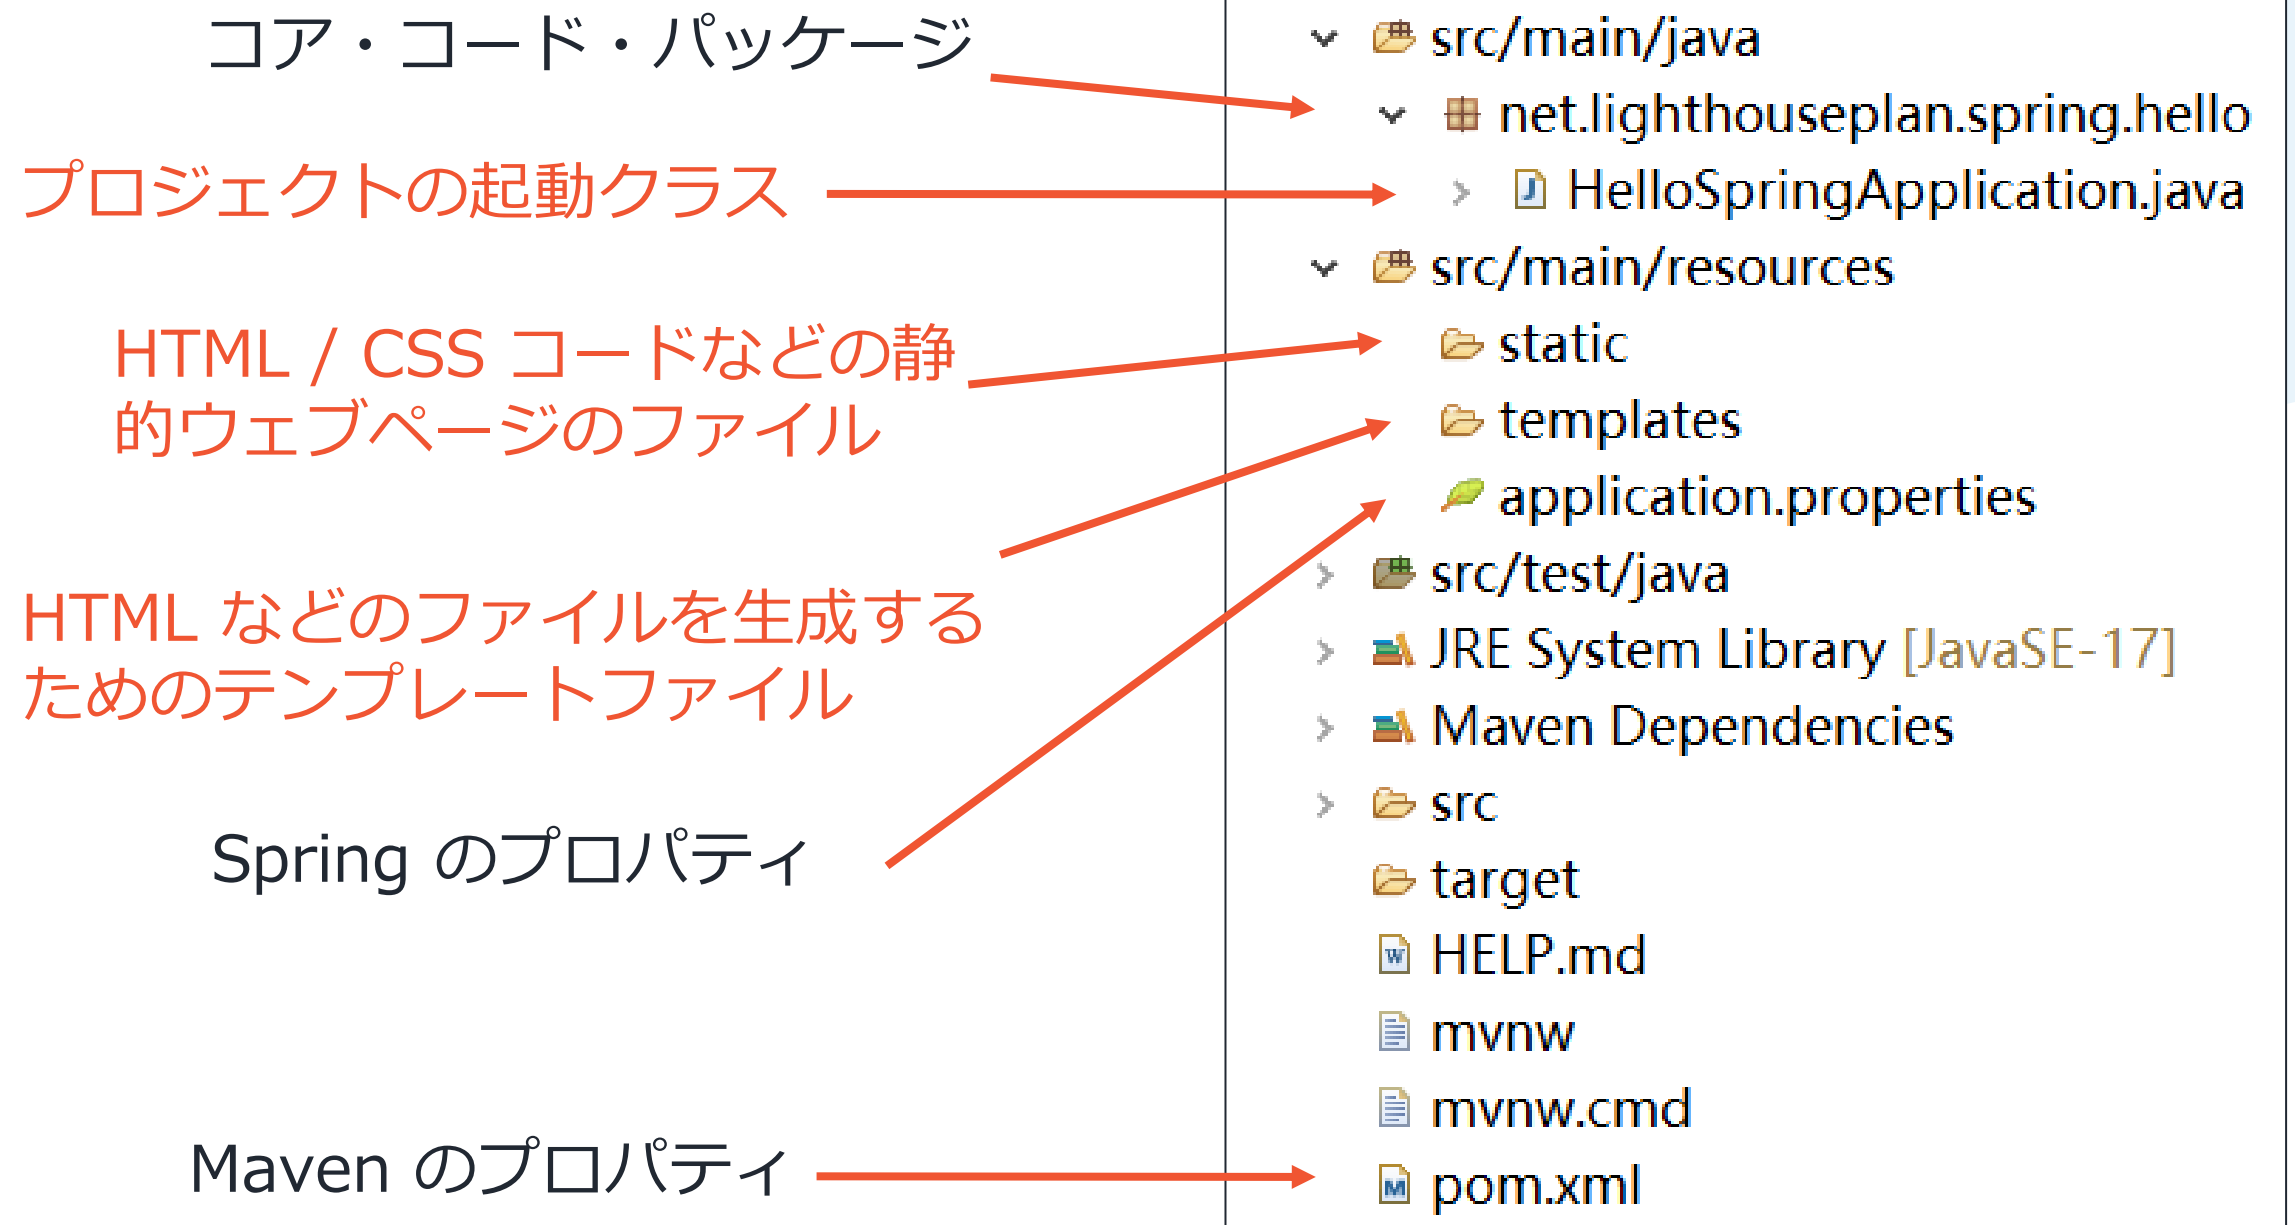 コア・コード・パッケージ
プロジェクトの起動クラス
HTML / CSS コードなどの静
的ウェブページのファイル
HTML などのファイルを生成する
ためのテンプレートファイル
Spring のプロパティ
Maven のプロパティ
src/main/java
net.lighthouseplan.spring.hello
HelloSpringApplication.java
src/main/resources
static
templates
application.properties
src/test/java
JRE System Library [JavaSE-17]
Maven Dependencies
src
target
HELP.md
mvnw
mvnw.cmd
pom.xml